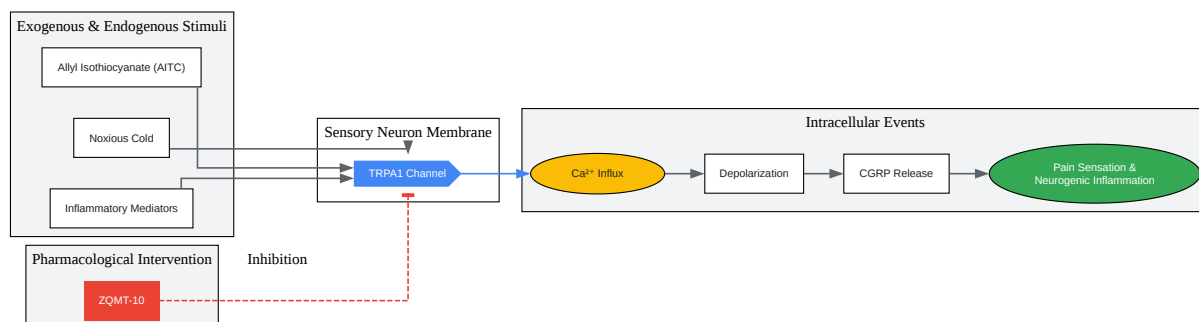 Exogenous & Endogenous Stimuli
Allyl Isothiocyanate (AITC)
Noxious Cold
Inflammatory Mediators
Sensory Neuron Membrane
TRPA1 Channel
Intracellular Events
Ca²⁺ Influx
Depolarization
CGRP Release
Pain Sensation &
Neurogenic Inflammation
Pharmacological Intervention
Inhibition
ZQMT-10